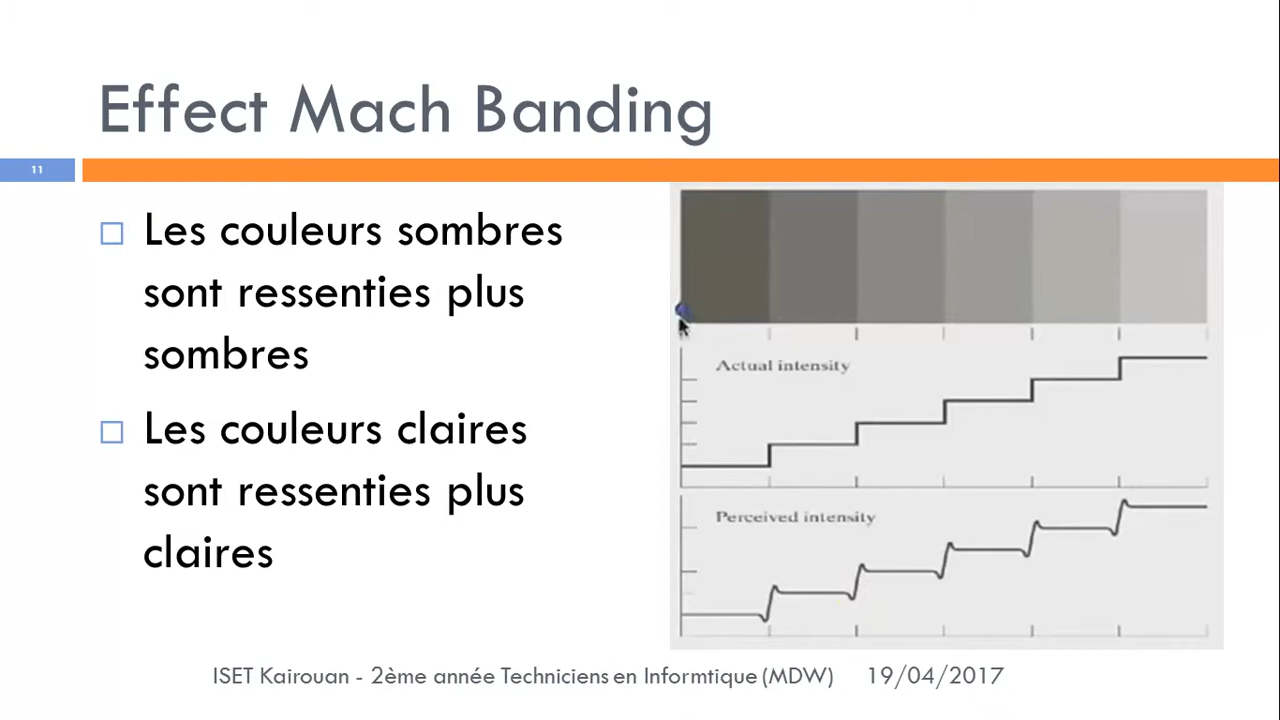 Effect Mach Banding
11
Les couleurs sombres
sont ressenties plus
sombres
Les couleurs claires
sont ressenties plus
claires
Actual intensity
Perceived intensity
ISET Kairouan - 2ème année Techniciens en Informtique (MDW) 19/04/2017